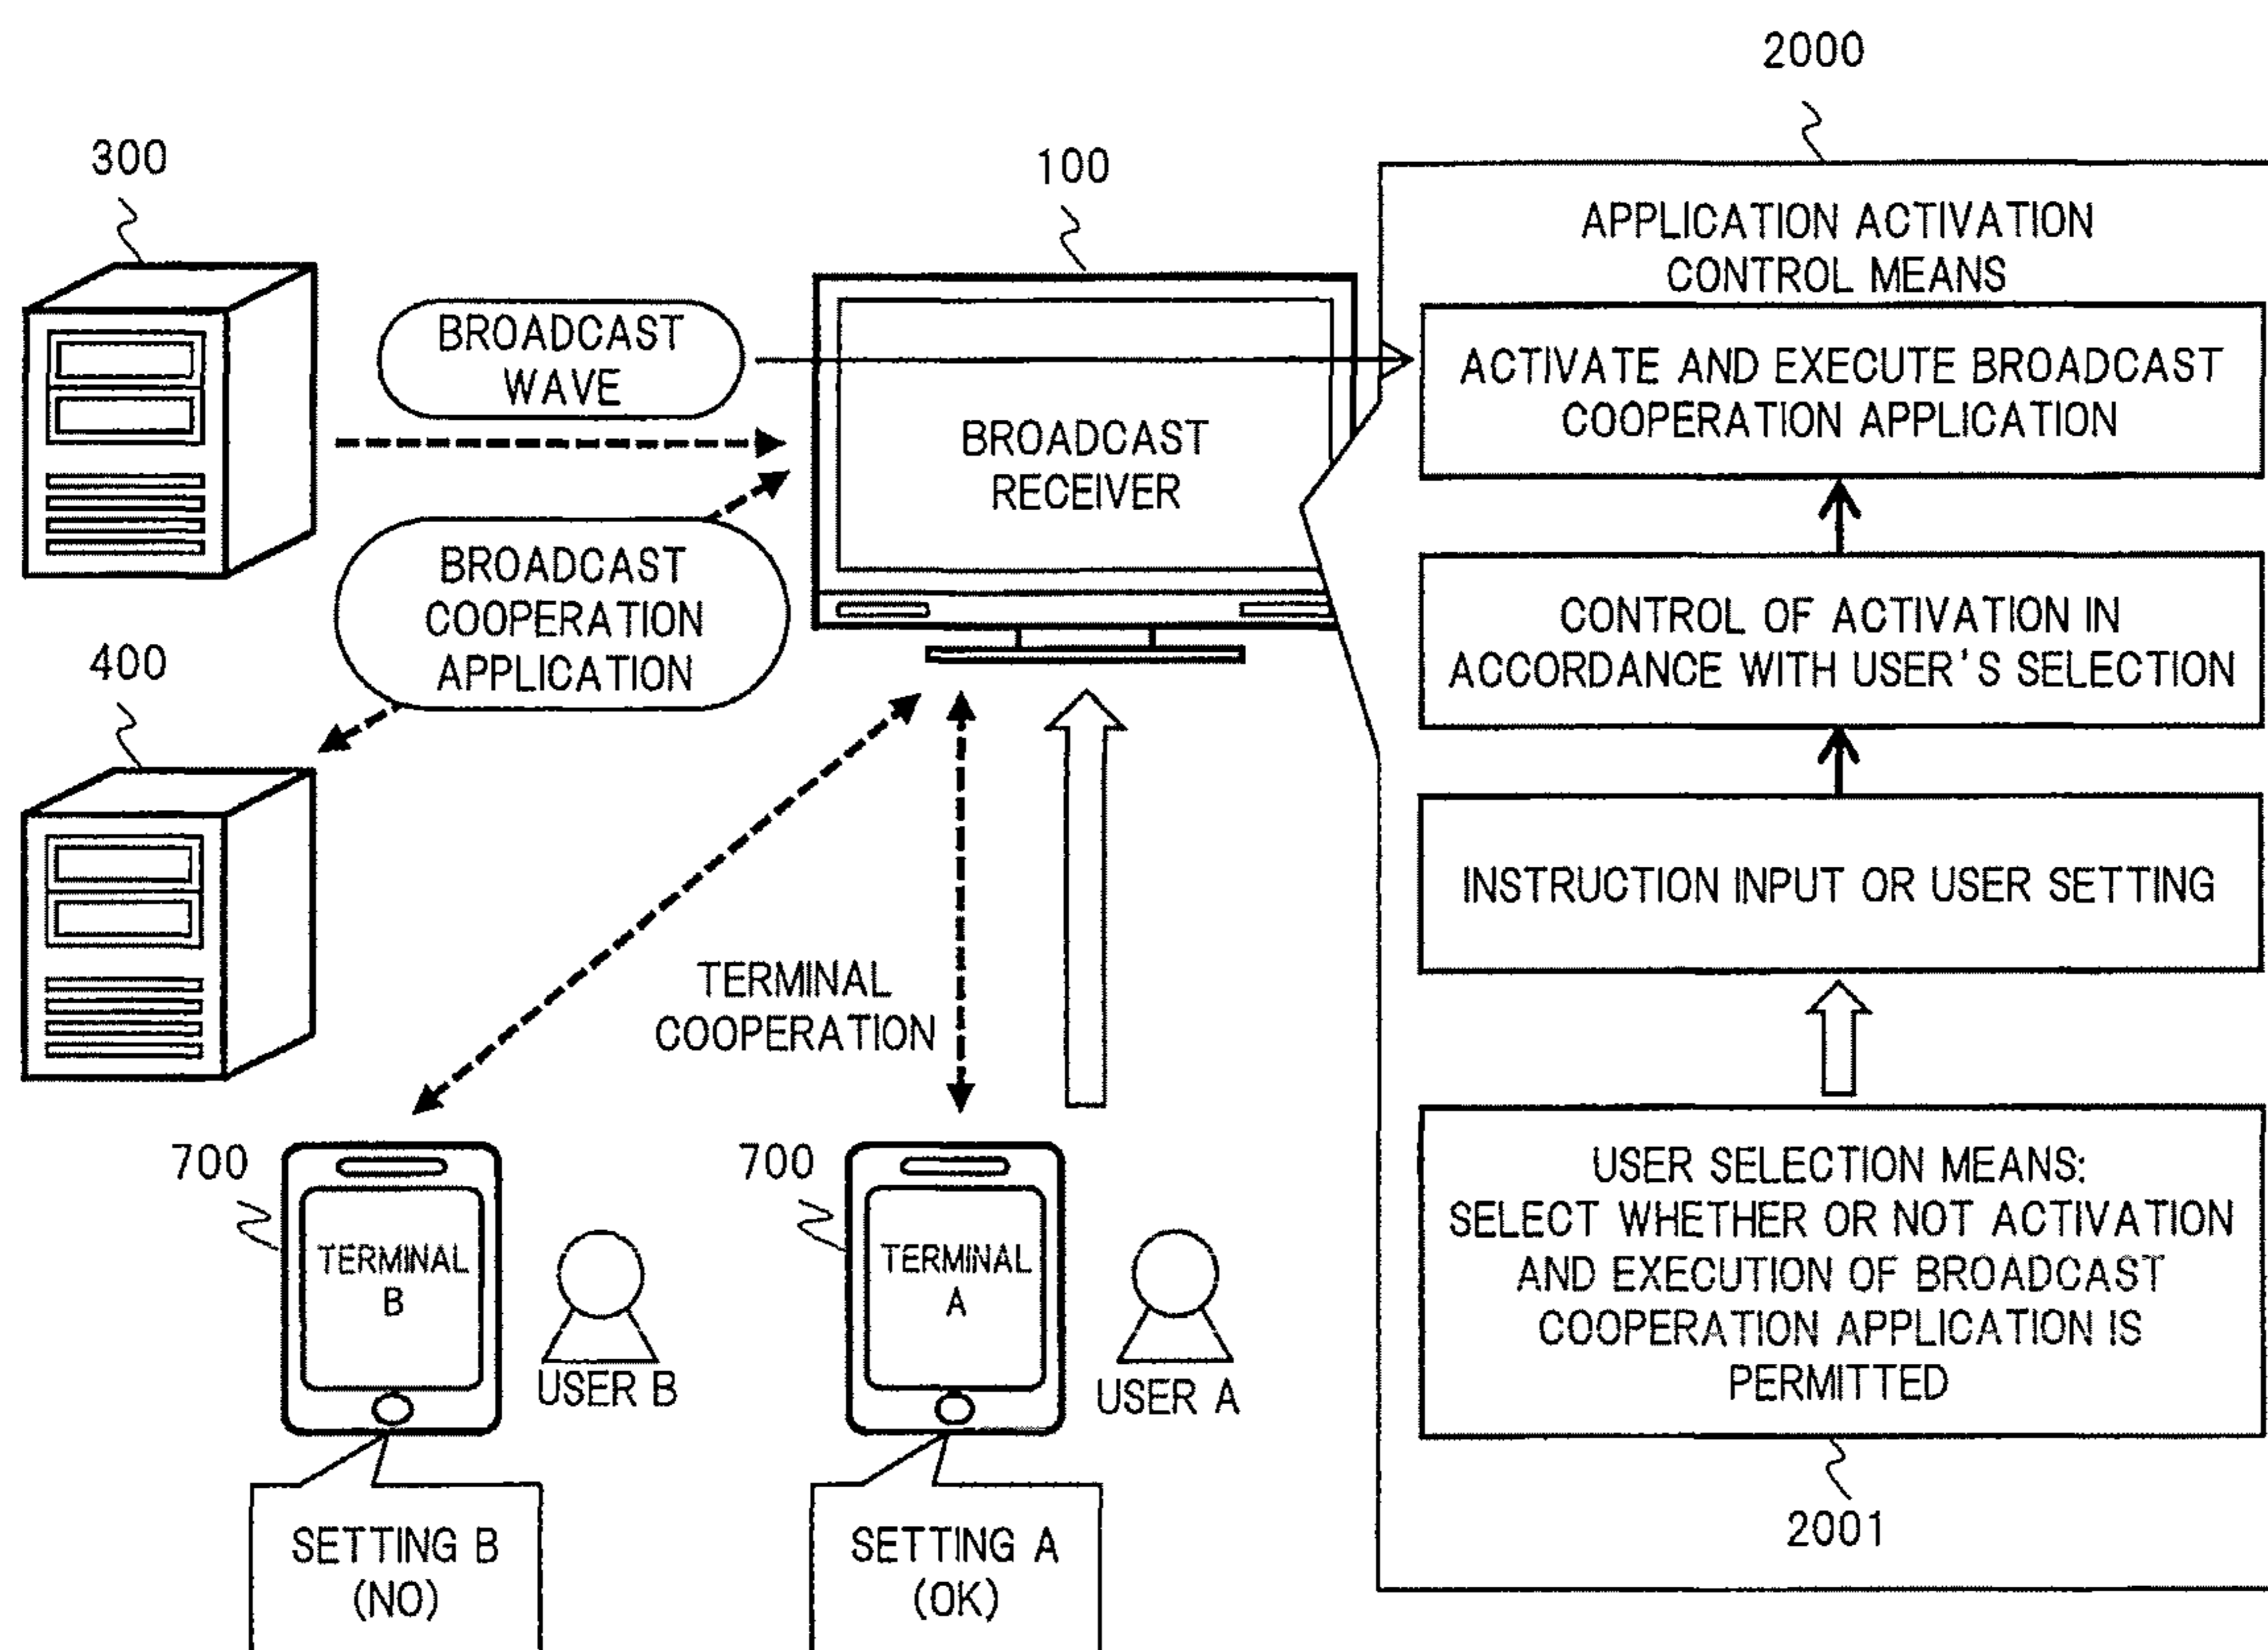 2000
300
100
APPLICATION ACTIVATION
CONTROL MEANS
BROADCAST
WAVE
BROADCAST
RECEIVER
ACTIVATE AND EXECUTE BROADCAST
COOPERATION APPLICATION
BROADCAST
COOPERATION
APPLICATION
CONTROL OF ACTIVATION IN
ACCORDANCE WITH USER'S SELECTION
400
INSTRUCTION INPUT OR USER SETTING
TERMINAL
COOPERATION
700
TERMINAL
B
USER B
700
TERMINAL
A
USER A
USER SELECTION MEANS:
SELECT WHETHER OR NOT ACTIVATION
AND EXECUTION OF BROADCAST
COOPERATION APPLICATION IS
PERMITTED
2001
SETTING B
(NO)
SETTING A
(OK)